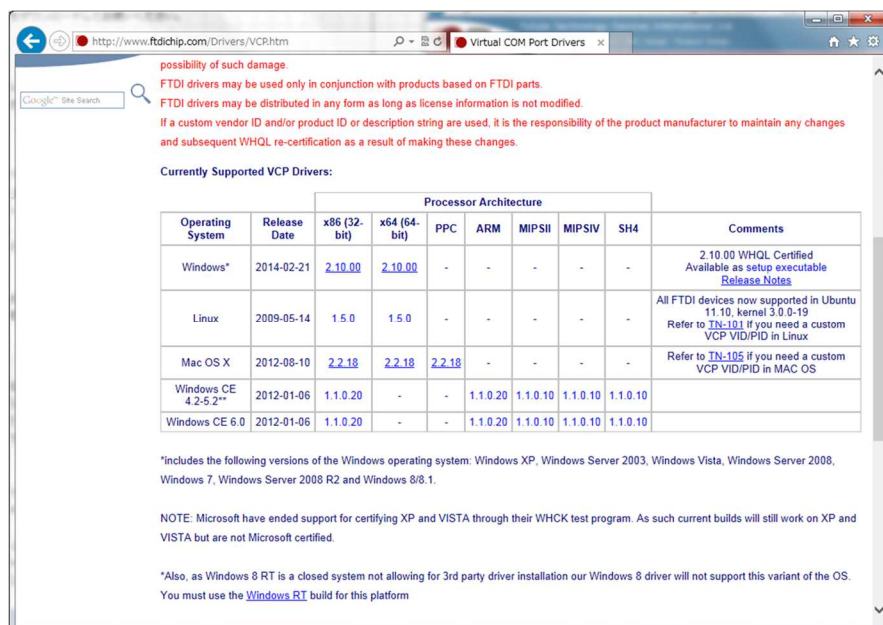 http://www.ftdichip.com/Drivers/VCP.htm
Virtual COM Port Drivers
Google™ Site Search
possibility of such damage.
FTDI drivers may be used only in conjunction with products based on FTDI parts.
FTDI drivers may be distributed in any form as long as license information is not modified.
If a custom vendor ID and/or product ID or description string are used, it is the responsibility of the product manufacturer to maintain any changes
and subsequent WHQL re-certification as a result of making these changes.
Currently Supported VCP Drivers:
Processor Architecture
Operating System Release Date x86 (32-bit) x64 (64-bit) PPC ARM MIPSII MIPSIV SH4 Comments
Windows* 2014-02-21 2.10.00 2.10.00 - - - - - 2.10.00 WHQL Certified
Available as setup executable
Release Notes
Linux 2009-05-14 1.5.0 1.5.0 - - - - - All FTDI devices now supported in Ubuntu
11.10, kernel 3.0.0-19
Refer to TN-101 if you need a custom
VCP VID/PID in Linux
Mac OS X 2012-08-10 2.2.18 2.2.18 2.2.18 - - - - Refer to TN-105 if you need a custom
VCP VID/PID in MAC OS
Windows CE 4.2-5.2** 2012-01-06 1.1.0.20 - - 1.1.0.20 1.1.0.10 1.1.0.10 1.1.0.10
Windows CE 6.0 2012-01-06 1.1.0.20 - - 1.1.0.20 1.1.0.10 1.1.0.10 1.1.0.10
*includes the following versions of the Windows operating system: Windows XP, Windows Server 2003, Windows Vista, Windows Server 2008,
Windows 7, Windows Server 2008 R2 and Windows 8/8.1.
NOTE: Microsoft have ended support for certifying XP and VISTA through their WHCK test program. As such current builds will still work on XP and
VISTA but are not Microsoft certified.
*Also, as Windows 8 RT is a closed system not allowing for 3rd party driver installation our Windows 8 driver will not support this variant of the OS.
You must use the Windows RT build for this platform